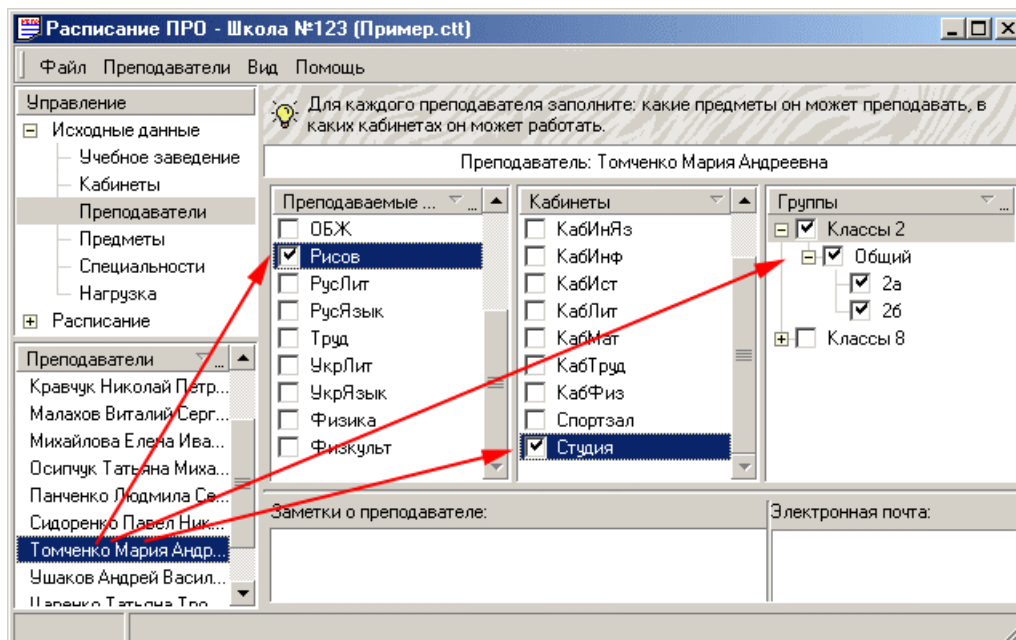 Расписание ПРО - Школа №123 (Пример.ctt)
Файл Преподаватели Вид Помощь
Управление
Исходные данные
Учебное заведение
Кабинеты
Преподаватели
Предметы
Специальности
Нагрузка
Расписание
Преподаватели ...
Кравчук Николай Петр...
Малахов Виталий Серг...
Михайлова Елена Ива...
Осипчук Татьяна Миха...
Панченко Людмила Се...
Сидоренко Павел Ник...
Томченко Мария Андр...
Ушаков Андрей Васил...
Царенко Татьяна Тро...
Для каждого преподавателя заполните: какие предметы он может преподавать, в
каких кабинетах он может работать.
Преподаватель: Томченко Мария Андреевна
Преподаваемые ... ...
ОБЖ
Рисов
РусЛит
РусЯзык
Труд
УкрЛит
УкрЯзык
Физика
Физкульт
Кабинеты
КабИнЯз
КабИнф
КабИст
КабЛит
КабМат
КабТруд
КабФиз
Спортзал
Студия
Группы ...
Классы 2
Общий
2а
2б
Классы 8
Заметки о преподавателе:
Электронная почта: